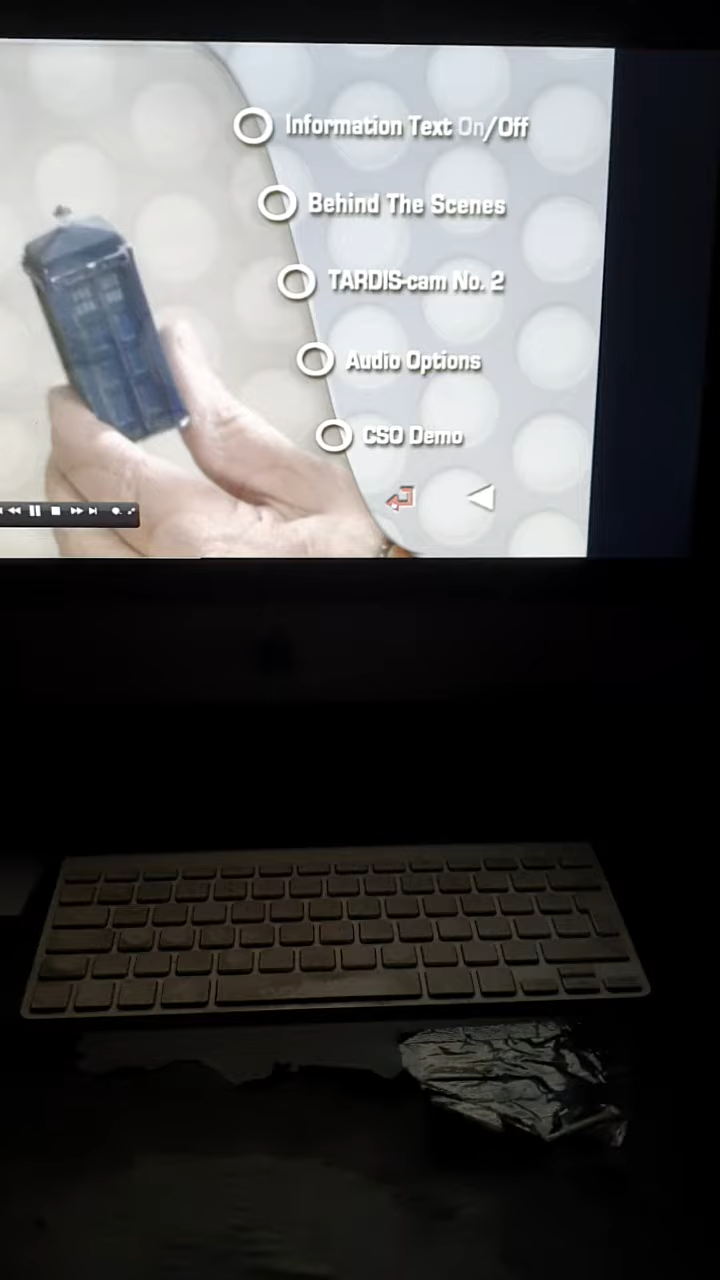 Information Text On/Off
Behind The Scenes
TARDIS-cam No. 2
Audio Options
CSO Demo